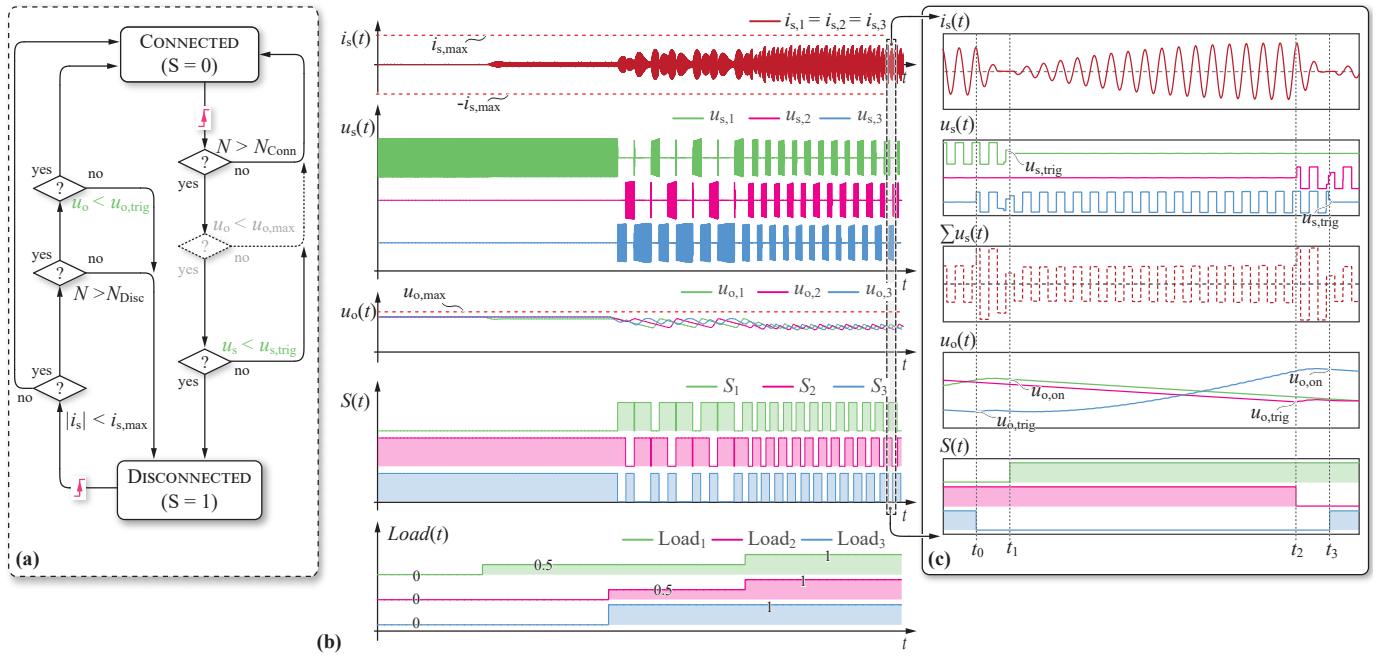 CONNECTED
(S = 0)
?
N > N_Conn
yes
no
?
u_o < u_o,max
yes
no
?
u_s < u_s,trig
yes
no
DISCONNECTED
(S = 1)
|i_s| < i_s,max
?
no
yes
?
N >N_Disc
yes
no
?
u_o < u_o,trig
yes
no
(a)
i_s,1 = i_s,2 = i_s,3
i_s(t)
i_s,max
-i_s,max
t
u_s(t)
u_s,1 u_s,2 u_s,3
t
u_o(t)
u_o,max
u_o,1 u_o,2 u_o,3
t
S(t)
S_1 S_2 S_3
t
Load(t)
Load_1 Load_2 Load_3
0 0.5 1
0 0.5 1
0 1
t
(b)
i_s(t)
u_s(t)
u_s,trig
u_s,trig
∑u_s(t)
u_o(t)
u_o,on
u_o,on
u_o,trig
u_o,trig
S(t)
t_0 t_1 t_2 t_3
(c)